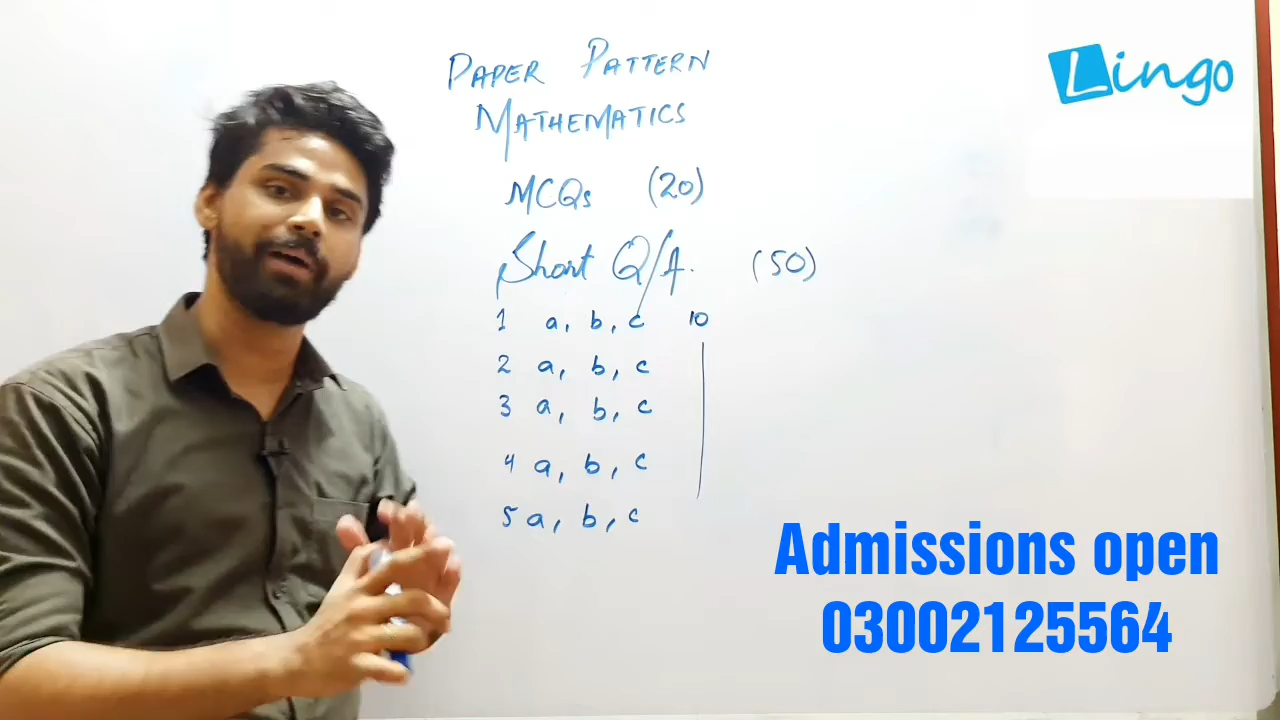 PAPER PATTERN
MATHEMATICS
Lingo
MCQs (20)
Short Q/A. (50)
1 a, b, c 10
2 a, b, c
3 a, b, c
4 a, b, c
5 a, b, c
Admissions open
03002125564